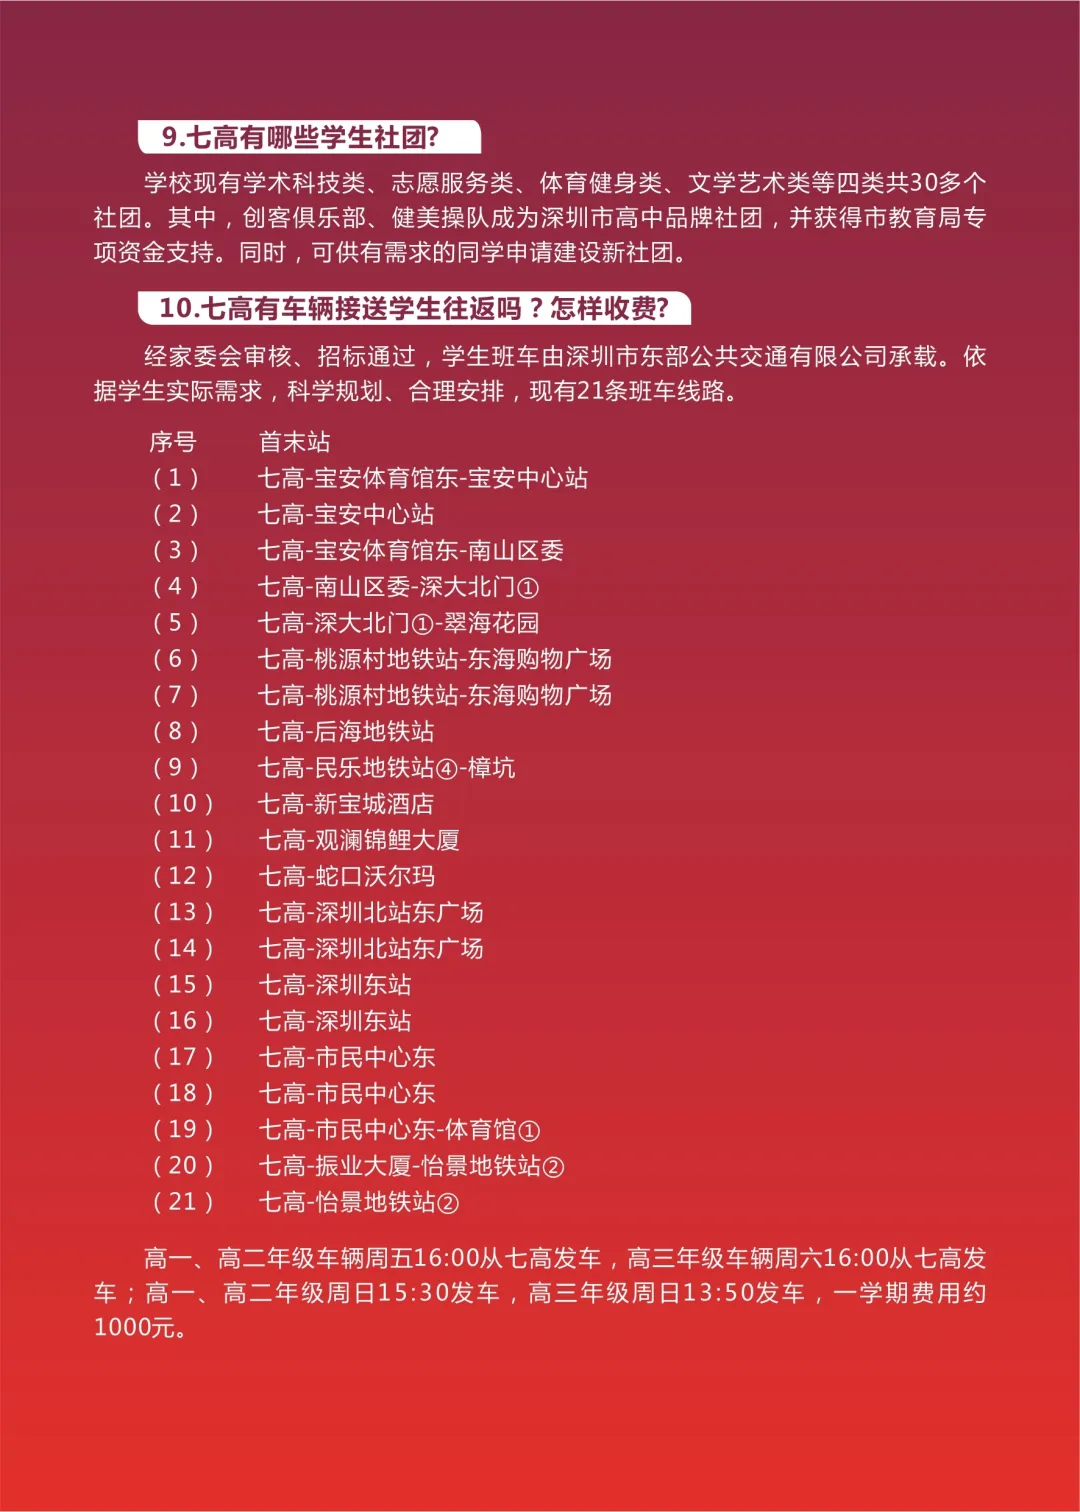 9.七高有哪些学生社团?
学校现有学术科技类、志愿服务类、体育健身类、文学艺术类等四类共30多个
社团。其中，创客俱乐部、健美操队成为深圳市高中品牌社团，并获得市教育局专
项资金支持。同时，可供有需求的同学申请建设新社团。
10.七高有车辆接送学生往返吗？怎样收费?
经家委会审核、招标通过，学生班车由深圳市东部公共交通有限公司承载。依
据学生实际需求，科学规划、合理安排，现有21条班车线路。
序号 首末站
（1） 七高-宝安体育馆东-宝安中心站
（2） 七高-宝安中心站
（3） 七高-宝安体育馆东-南山区委
（4） 七高-南山区委-深大北门①
（5） 七高-深大北门①-翠海花园
（6） 七高-桃源村地铁站-东海购物广场
（7） 七高-桃源村地铁站-东海购物广场
（8） 七高-后海地铁站
（9） 七高-民乐地铁站④-樟坑
（10） 七高-新宝城酒店
（11） 七高-观澜锦鲤大厦
（12） 七高-蛇口沃尔玛
（13） 七高-深圳北站东广场
（14） 七高-深圳北站东广场
（15） 七高-深圳东站
（16） 七高-深圳东站
（17） 七高-市民中心东
（18） 七高-市民中心东
（19） 七高-市民中心东-体育馆①
（20） 七高-振业大厦-怡景地铁站②
（21） 七高-怡景地铁站②
高一、高二年级车辆周五16:00从七高发车，高三年级车辆周六16:00从七高发
车；高一、高二年级周日15:30发车，高三年级周日13:50发车，一学期费用约
1000元。